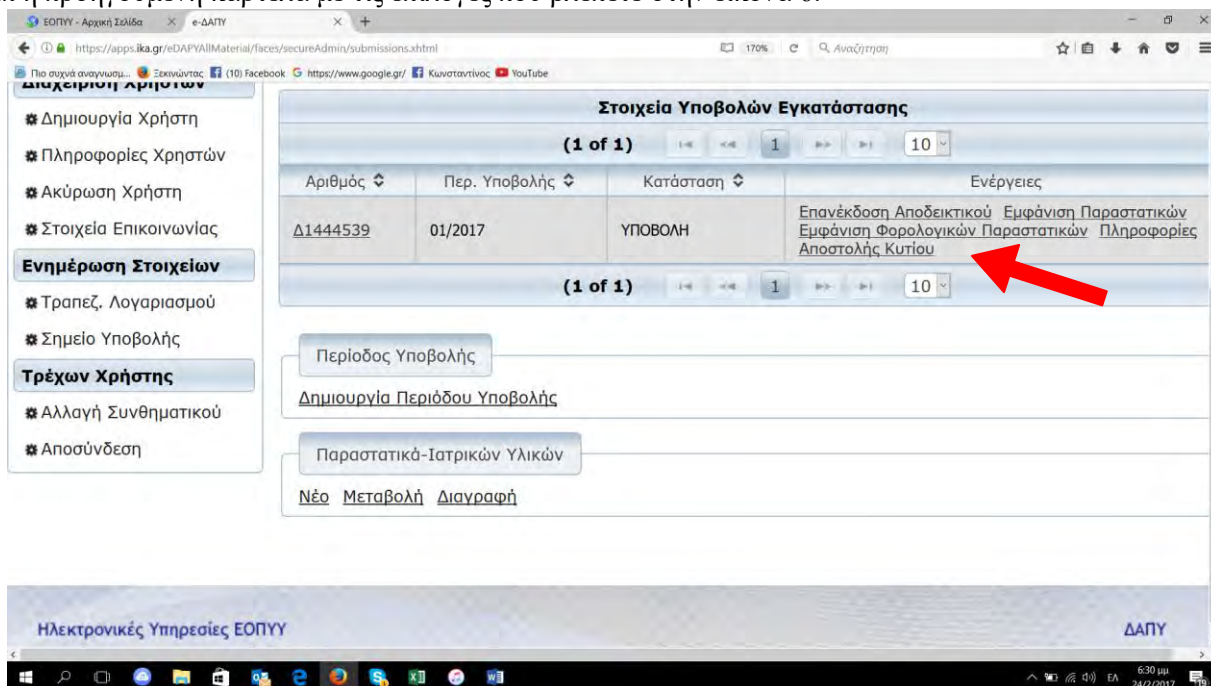 ΕΟΠΥΥ - Αρχική Σελίδα × e-ΔΑΠΥ × +
https://apps.ika.gr/eDAPYAllMaterial/faces/secureAdmin/submissions.xhtml 170% Αναζήτηση
Πιο συχνά αναγνωσμ... Ξεκινώντας (10) Facebook https://www.google.gr/ Κωνσταντίνος YouTube
Διαχείριση Χρηστών
Δημιουργία Χρήστη
Πληροφορίες Χρηστών
Ακύρωση Χρήστη
Στοιχεία Επικοινωνίας
Ενημέρωση Στοιχείων
Τραπεζ. Λογαριασμού
Σημείο Υποβολής
Τρέχων Χρήστης
Αλλαγή Συνθηματικού
Αποσύνδεση
Στοιχεία Υποβολών Εγκατάστασης
(1 of 1) 1 10
Αριθμός Περ. Υποβολής Κατάσταση Ενέργειες
Δ1444539 01/2017 ΥΠΟΒΟΛΗ Επανέκδοση Αποδεικτικού Εμφάνιση Παραστατικών
Εμφάνιση Φορολογικών Παραστατικών Πληροφορίες
Αποστολής Κυτίου
(1 of 1) 1 10
Περίοδος Υποβολής
Δημιουργία Περιόδου Υποβολής
Παραστατικά-Ιατρικών Υλικών
Νέο Μεταβολή Διαγραφή
Ηλεκτρονικές Υπηρεσίες ΕΟΠΥΥ ΔΑΠΥ
ΕΛ 6:30 μμ
24/2/2017 19